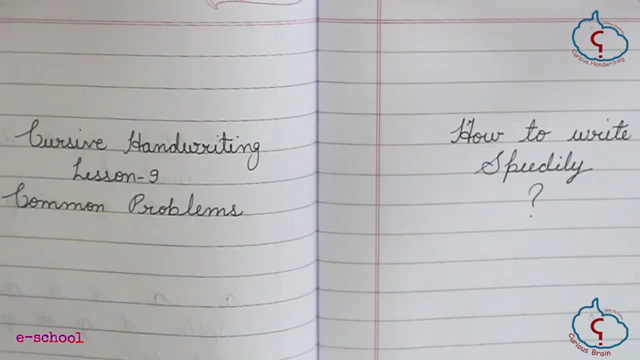 Cursive Handwriting
Lesson-9
Common Problems
How to write
Speedily
?
e-school
Cursive Handwriting
Curious Brain